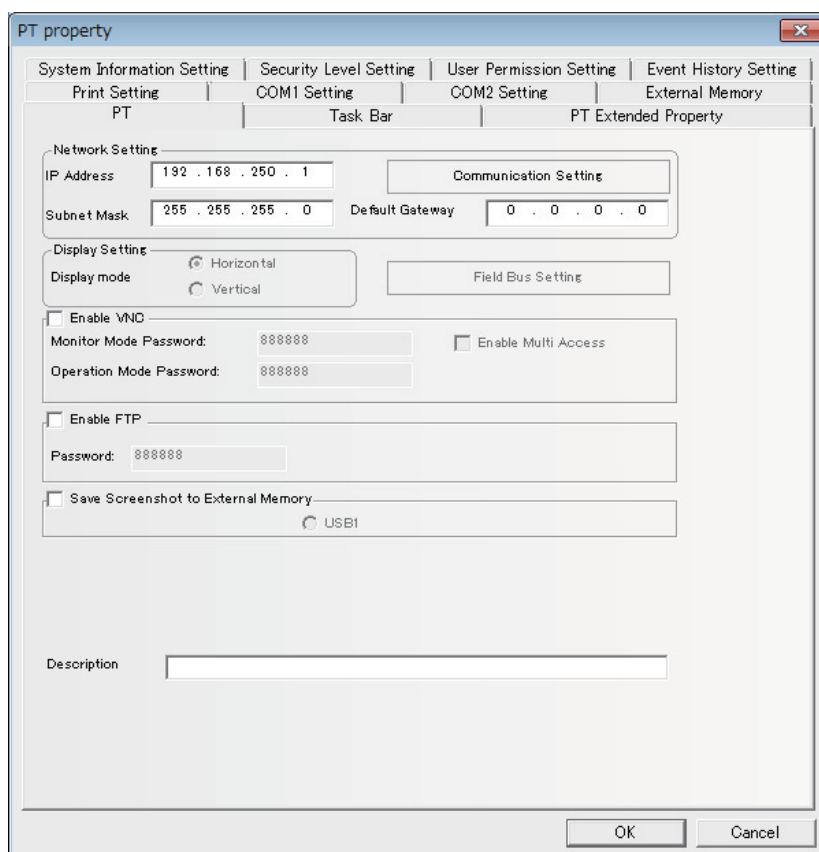 PT property
System Information Setting Security Level Setting User Permission Setting Event History Setting
Print Setting COM1 Setting COM2 Setting External Memory
PT Task Bar PT Extended Property
Network Setting
IP Address 192 . 168 . 250 . 1 Communication Setting
Subnet Mask 255 . 255 . 255 . 0 Default Gateway 0 . 0 . 0 . 0
Display Setting
Display mode Horizontal Field Bus Setting
Vertical
Enable VNC
Monitor Mode Password: 888888 Enable Multi Access
Operation Mode Password: 888888
Enable FTP
Password: 888888
Save Screenshot to External Memory
USB1
Description
OK Cancel